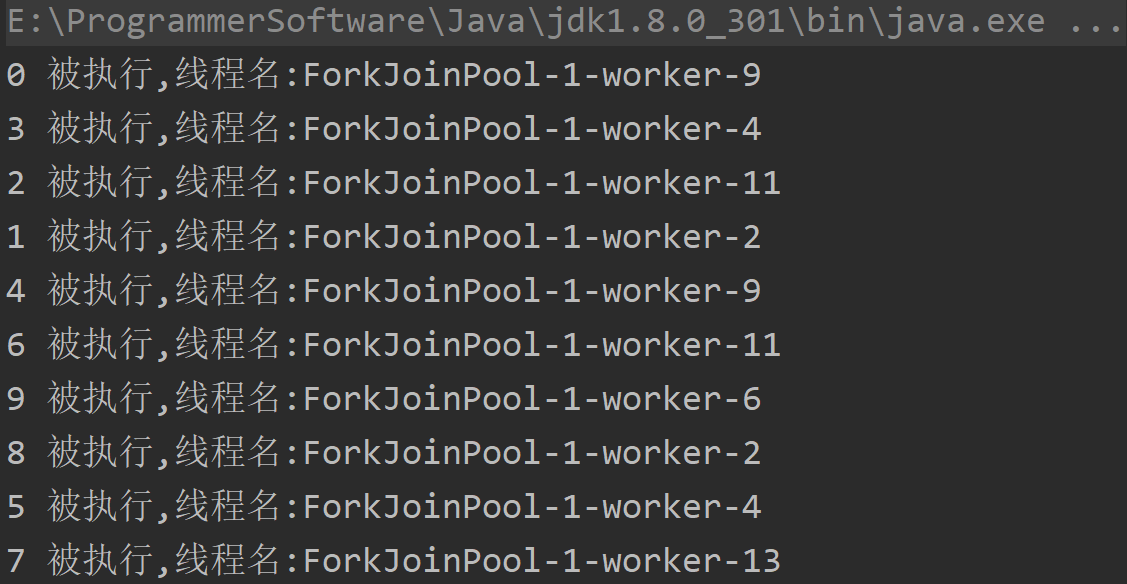 E:\ProgrammerSoftware\Java\jdk1.8.0_301\bin\java.exe ...
0 被执行,线程名:ForkJoinPool-1-worker-9
3 被执行,线程名:ForkJoinPool-1-worker-4
2 被执行,线程名:ForkJoinPool-1-worker-11
1 被执行,线程名:ForkJoinPool-1-worker-2
4 被执行,线程名:ForkJoinPool-1-worker-9
6 被执行,线程名:ForkJoinPool-1-worker-11
9 被执行,线程名:ForkJoinPool-1-worker-6
8 被执行,线程名:ForkJoinPool-1-worker-2
5 被执行,线程名:ForkJoinPool-1-worker-4
7 被执行,线程名:ForkJoinPool-1-worker-13